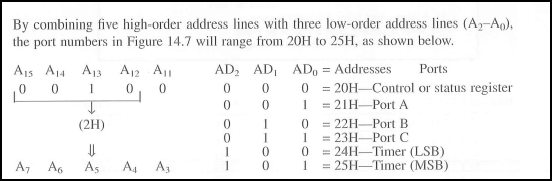 By combining five high-order address lines with three low-order address lines (A₂–A₀),
the port numbers in Figure 14.7 will range from 20H to 25H, as shown below.
A₁₅ A₁₄ A₁₃ A₁₂ A₁₁ AD₂ AD₁ AD₀ = Addresses Ports
0 0 1 0 0 0 0 0 = 20H—Control or status register
0 0 1 = 21H—Port A
(2H) 0 1 0 = 22H—Port B
0 1 1 = 23H—Port C
1 0 0 = 24H—Timer (LSB)
A₇ A₆ A₅ A₄ A₃ 1 0 1 = 25H—Timer (MSB)